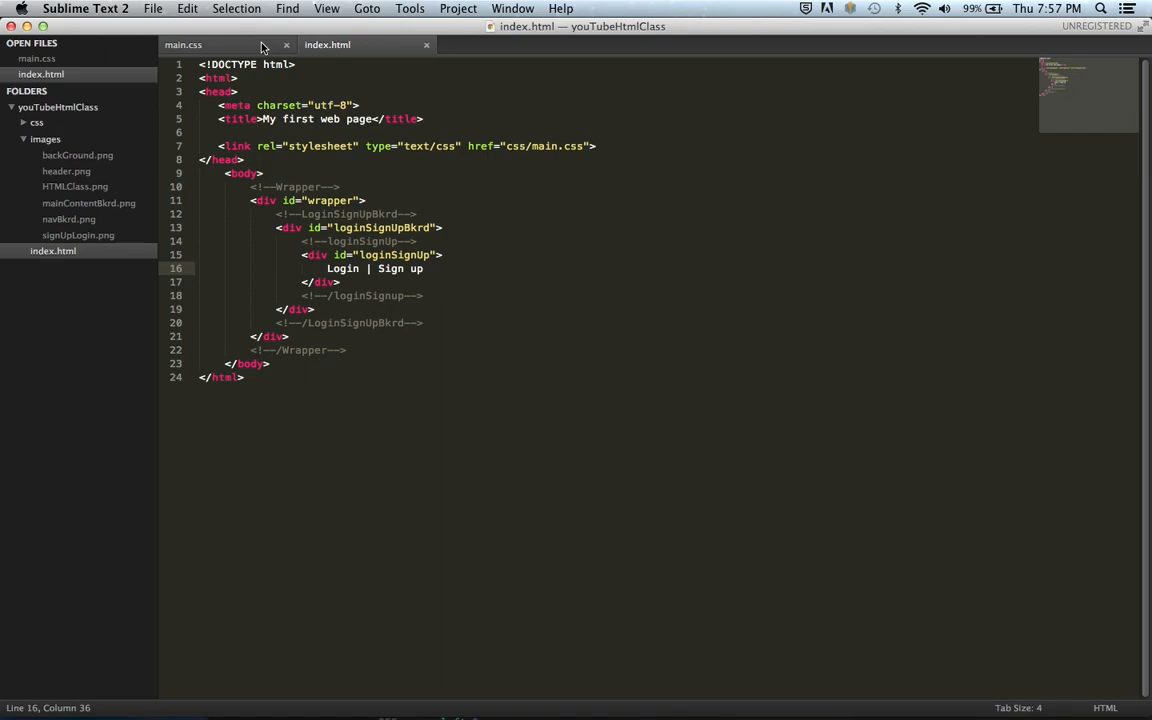 Sublime Text 2 File Edit Selection Find View Goto Tools Project Window Help 99% Thu 7:57 PM
index.html — youTubeHtmlClass UNREGISTERED
OPEN FILES
main.css
index.html
FOLDERS
youTubeHtmlClass
css
images
backGround.png
header.png
HTMLClass.png
mainContentBkrd.png
navBkrd.png
signUpLogin.png
index.html
main.css × index.html ×
1 <!DOCTYPE html>
2 <html>
3 <head>
4 <meta charset="utf-8">
5 <title>My first web page</title>
6
7 <link rel="stylesheet" type="text/css" href="css/main.css">
8 </head>
9 <body>
10 <!--Wrapper-->
11 <div id="wrapper">
12 <!--LoginSignUpBkrd-->
13 <div id="loginSignUpBkrd">
14 <!--loginSignUp-->
15 <div id="loginSignUp">
16 Login | Sign up
17 </div>
18 <!--/loginSignup-->
19 </div>
20 <!--/LoginSignUpBkrd-->
21 </div>
22 <!--/Wrapper-->
23 </body>
24 </html>
Line 16, Column 36 Tab Size: 4 HTML